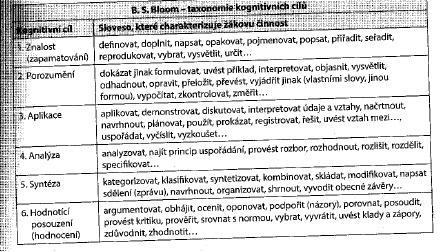 B. S. Bloom – taxonomie kognitivních cílů
Kognitivní cíl
Sloveso, které charakterizuje žákovu činnost
1. Znalost
(zapamatování)
definovat, doplnit, napsat, opakovat, pojmenovat, popsat, přiřadit, seřadit,
reprodukovat, vybrat, vysvětlit, určit…
2. Porozumění
dokázat jinak formulovat, uvést příklad, interpretovat, objasnit, vysvětlit,
odhadnout, opravit, přeložit, převést, vyjádřit jinak (vlastními slovy, jinou
formou), vypočítat, zkontrolovat, změřit…
3. Aplikace
aplikovat, demonstrovat, diskutovat, interpretovat údaje a vztahy, načrtnout,
navrhnout, plánovat, použít, prokázat, registrovat, řešit, uvést vztah mezi…,
uspořádat, vyčíslit, vyzkoušet…
4. Analýza
analyzovat, najít princip uspořádání, provést rozbor, rozhodnout, rozlišit, rozdělit,
specifikovat…
5. Syntéza
kategorizovat, klasifikovat, syntetizovat, kombinovat, skládat, modifikovat, napsat
sdělení (zprávu), navrhnout, organizovat, shrnout, vyvodit obecné závěry…
6. Hodnotící
posouzení
(hodnocení)
argumentovat, obhájit, ocenit, oponovat, podpořit (názory), porovnat, posoudit,
provést kritiku, prověřit, srovnat s normou, vybrat, vyvrátit, uvést klady a zápory,
zdůvodnit, zhodnotit…